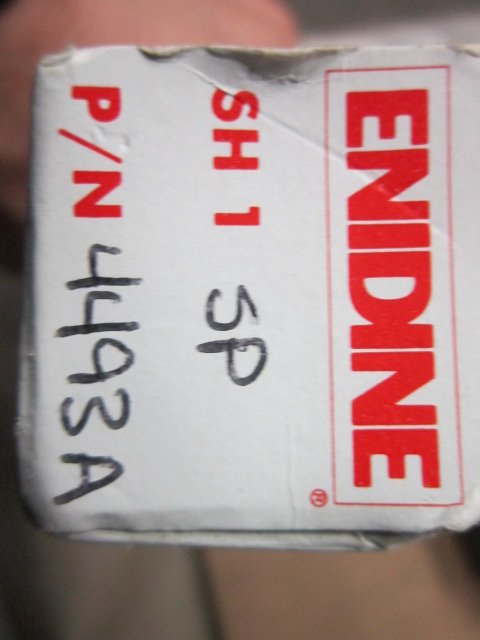 ENIDINE®
SH 1 SP
P/N 4493A